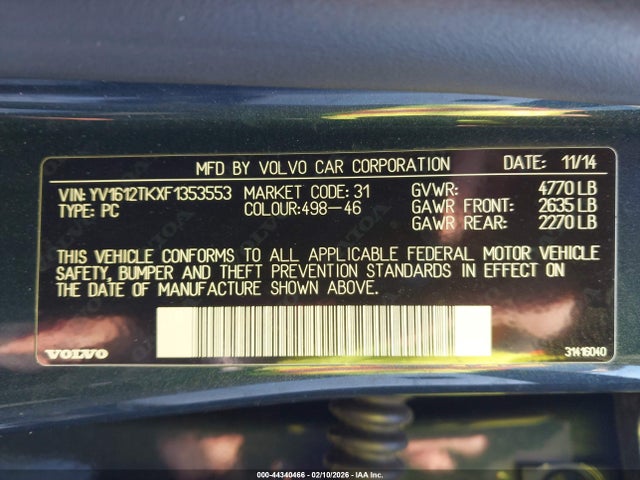 MFD BY VOLVO CAR CORPORATION DATE: 11/14
VIN: YV1612TKXF1353553 MARKET CODE: 31 GVWR: 4770 LB
TYPE: PC COLOUR:498-46 GAWR FRONT: 2635 LB
GAWR REAR: 2270 LB
THIS VEHICLE CONFORMS TO ALL APPLICABLE FEDERAL MOTOR VEHICLE
SAFETY, BUMPER AND THEFT PREVENTION STANDARDS IN EFFECT ON
THE DATE OF MANUFACTURE SHOWN ABOVE.
VOLVO
31416040
000-44340466 - 02/10/2026 - IAA Inc.